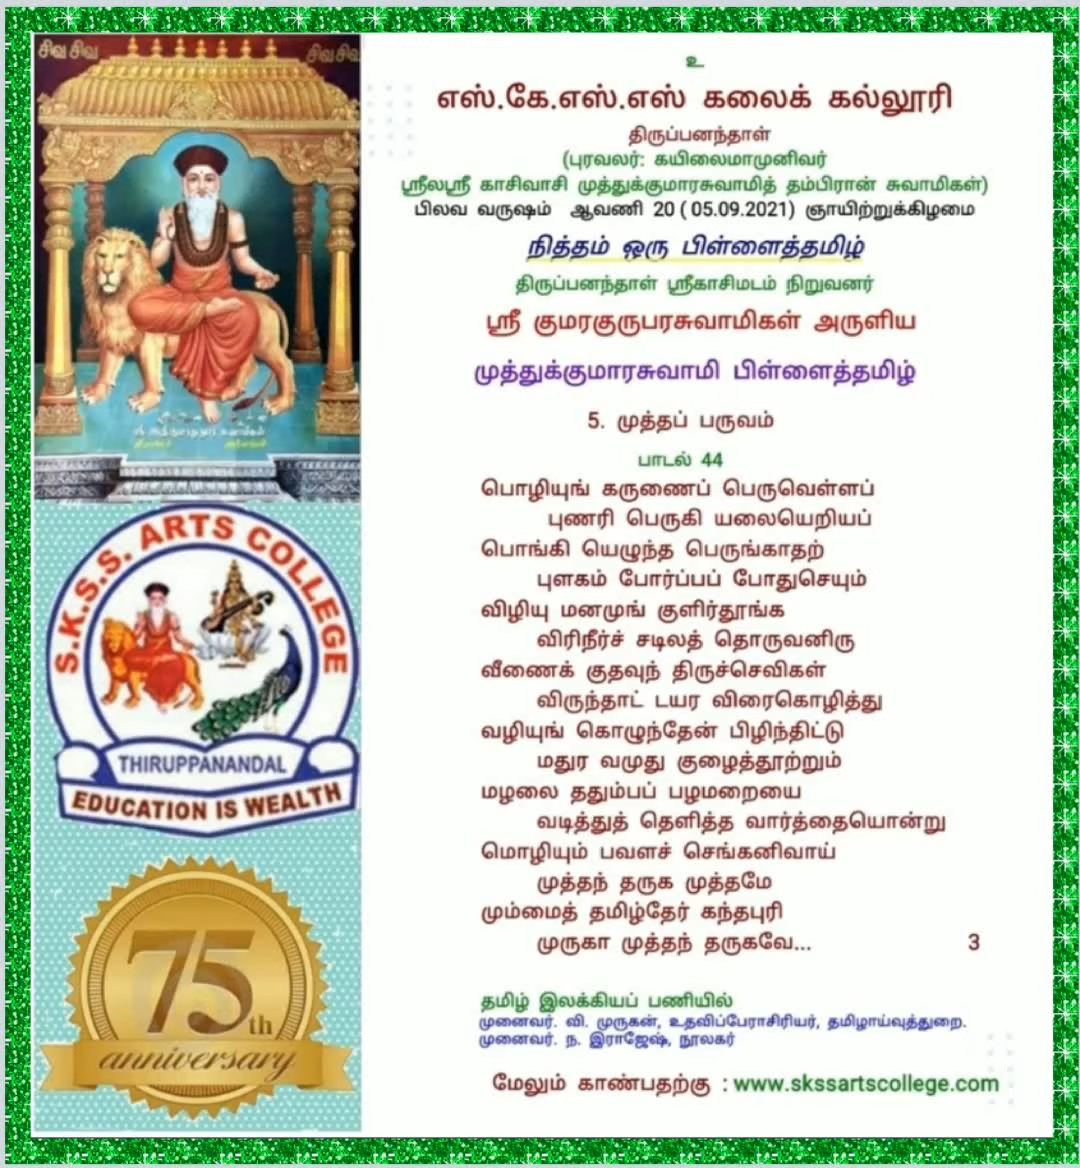 சிவ சிவ
உ
எஸ்.கே.எஸ்.எஸ் கலைக் கல்லூரி
திருப்பனந்தாள்
(புரவலர்: கயிலைமாமுனிவர்
ஸ்ரீலஸ்ரீ காசிவாசி முத்துக்குமாரசுவாமித் தம்பிரான் சுவாமிகள்)
பிலவ வருஷம் ஆவணி 20 ( 05.09.2021) ஞாயிற்றுக்கிழமை
நித்தம் ஒரு பிள்ளைத்தமிழ்
திருப்பனந்தாள் ஸ்ரீகாசிமடம் நிறுவனர்
ஸ்ரீ குமரகுருபரசுவாமிகள் அருளிய
முத்துக்குமாரசுவாமி பிள்ளைத்தமிழ்
5. முத்தப் பருவம்
பாடல் 44
பொழியுங் கருணைப் பெருவெள்ளப்
புணரி பெருகி யலையெறியப்
பொங்கி யெழுந்த பெருங்காதற்
புளகம் போர்ப்பப் போதுசெயும்
விழியு மனமுங் குளிர்தூங்க
விரிநீர்ச் சடிலத் தொருவனிரு
வீணைக் குதவுந் திருச்செவிகள்
விருந்தாட் டயர விரைகொழித்து
வழியுங் கொழுந்தேன் பிழிந்திட்டு
மதுர வமுது குழைத்தூற்றும்
மழலை ததும்பப் பழமறையை
வடித்துத் தெளித்த வார்த்தையொன்று
மொழியும் பவளச் செங்கனிவாய்
முத்தந் தருக முத்தமே
மும்மைத் தமிழ்தேர் கந்தபுரி
முருகா முத்தந் தருகவே... 3
தமிழ் இலக்கியப் பணியில்
முனைவர். வி. முருகன், உதவிப்பேராசிரியர், தமிழாய்வுத்துறை.
முனைவர். ந. இராஜேஷ், நூலகர்
மேலும் காண்பதற்கு : www.skssartscollege.com
S.K.S.S. ARTS COLLEGE
THIRUPPANANDAL
EDUCATION IS WEALTH
75th
anniversary